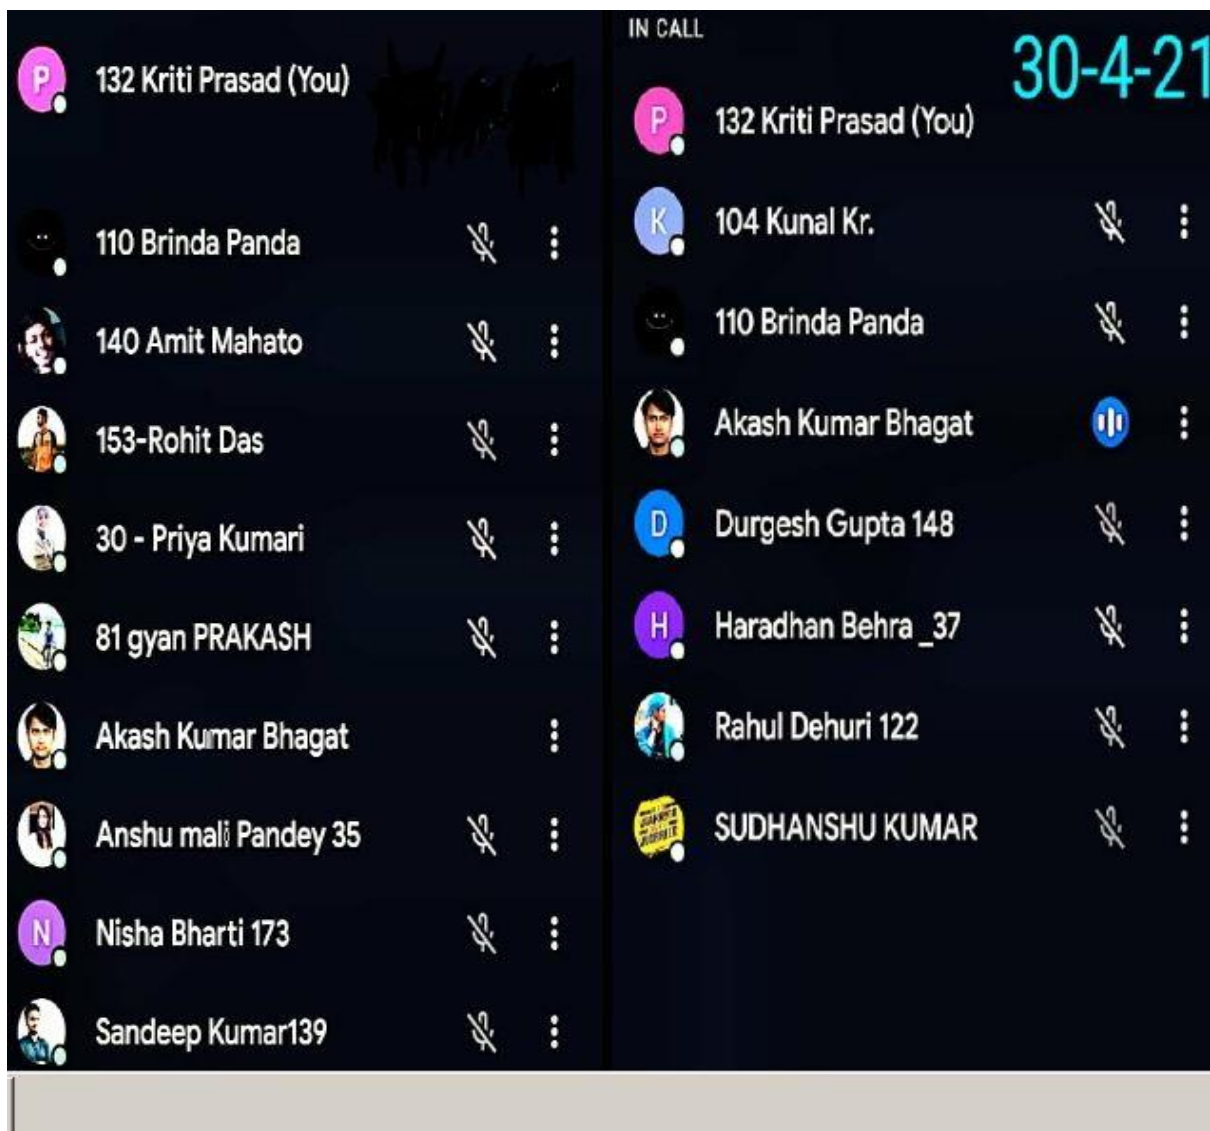 132 Kriti Prasad (You)
110 Brinda Panda
140 Amit Mahato
153-Rohit Das
30 - Priya Kumari
81 gyan PRAKASH
Akash Kumar Bhagat
Anshu mali Pandey 35
Nisha Bharti 173
Sandeep Kumar139
IN CALL
30-4-21
132 Kriti Prasad (You)
104 Kunal Kr.
110 Brinda Panda
Akash Kumar Bhagat
Durgesh Gupta 148
Haradhan Behra _37
Rahul Dehuri 122
SUDHANSHU KUMAR
P
N
P
K
D
H